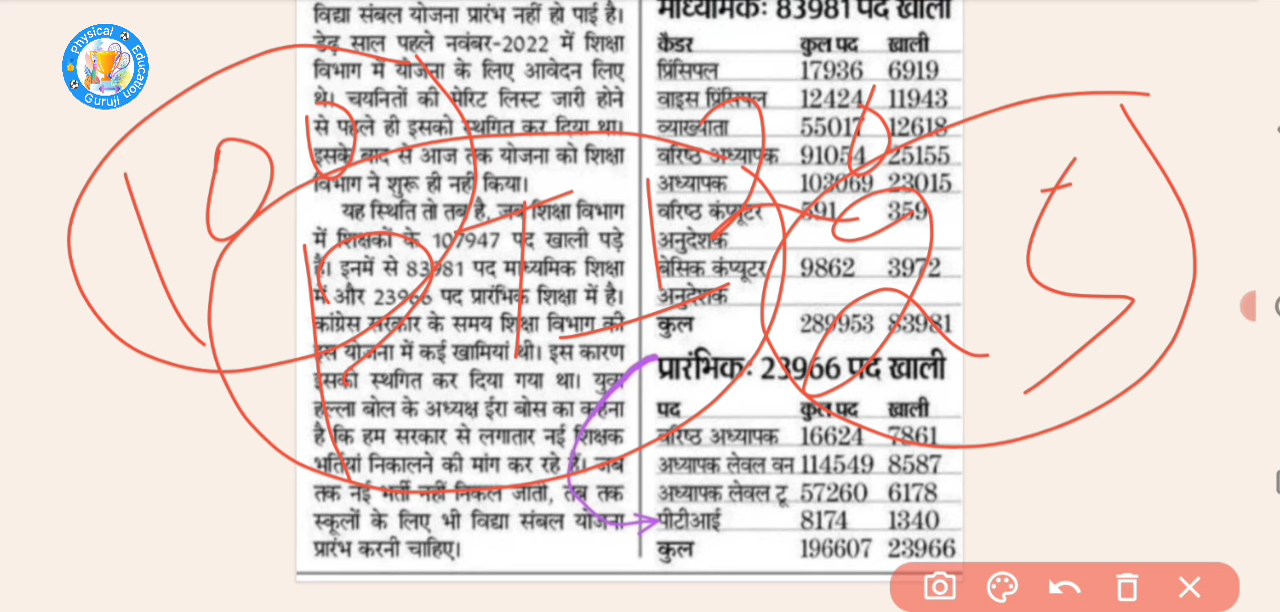 Physical Education
Guruji
विद्या संबल योजना प्रारंभ नहीं हो पाई है।
डेढ़ साल पहले नवंबर-2022 में शिक्षा
विभाग में योजना के लिए आवेदन लिए
थे। चयनितों की मेरिट लिस्ट जारी होने
से पहले ही इसको स्थगित कर दिया था।
इसके बाद से आज तक योजना को शिक्षा
विभाग ने शुरू ही नहीं किया।
यह स्थिति तो तब है, जब शिक्षा विभाग
में शिक्षकों के 107947 पद खाली पड़े
है। इनमें से 83981 पद माध्यमिक शिक्षा
में और 23966 पद प्रारंभिक शिक्षा में है।
कांग्रेस सरकार के समय शिक्षा विभाग की
इस योजना में कई खामियां थी। इस कारण
इसको स्थगित कर दिया गया था। युवा
हल्ला बोल के अध्यक्ष ईरा बोस का कहना
है कि हम सरकार से लगातार नई शिक्षक
भर्तियां निकालने की मांग कर रहे हैं। जब
तक नई भर्ती नहीं निकल जाती, तब तक
स्कूलों के लिए भी विद्या संबल योजना
प्रारंभ करनी चाहिए।
माध्यमिक: 83981 पद खाली
कैडर कुल पद खाली
प्रिंसिपल 17936 6919
वाइस प्रिंसिपल 12424 11943
व्याख्याता 55017 12618
वरिष्ठ अध्यापक 91054 25155
अध्यापक 103069 23015
वरिष्ठ कंप्यूटर 591 359
अनुदेशक
बेसिक कंप्यूटर 9862 3972
अनुदेशक
कुल 289953 83981
प्रारंभिक: 23966 पद खाली
पद कुल पद खाली
वरिष्ठ अध्यापक 16624 7861
अध्यापक लेवल वन 114549 8587
अध्यापक लेवल टू 57260 6178
पीटीआई 8174 1340
कुल 196607 23966